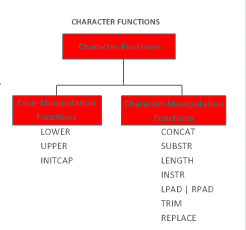 CHARACTER FUNCTIONS
Character Functions
Case-Manipulation
Functions
LOWER
UPPER
INITCAP
Character-Manipulation
Functions
CONCAT
SUBSTR
LENGTH
INSTR
LPAD | RPAD
TRIM
REPLACE